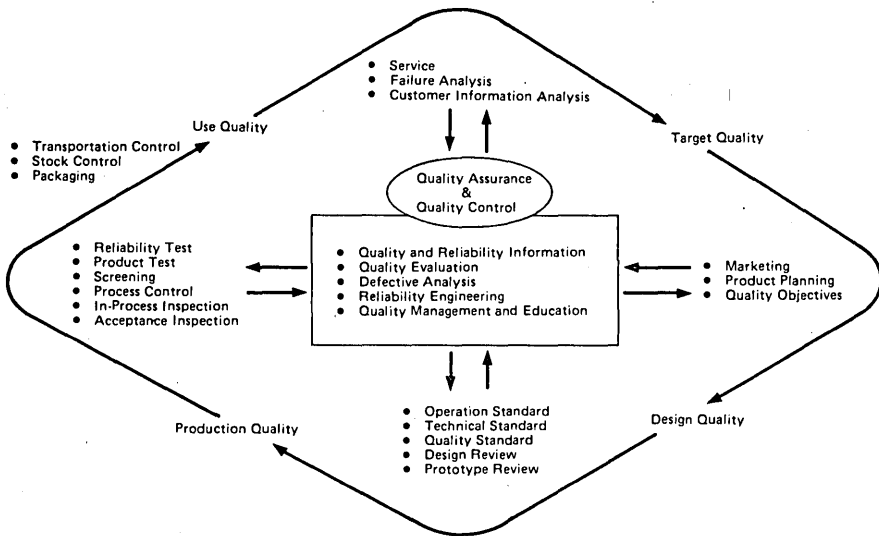 ● Service
● Failure Analysis
● Customer Information Analysis
Use Quality
Target Quality
● Transportation Control
● Stock Control
● Packaging
Quality Assurance
&
Quality Control
● Reliability Test
● Product Test
● Screening
● Process Control
● In-Process Inspection
● Acceptance Inspection
● Quality and Reliability Information
● Quality Evaluation
● Defective Analysis
● Reliability Engineering
● Quality Management and Education
● Marketing
● Product Planning
● Quality Objectives
Production Quality
● Operation Standard
● Technical Standard
● Quality Standard
● Design Review
● Prototype Review
Design Quality